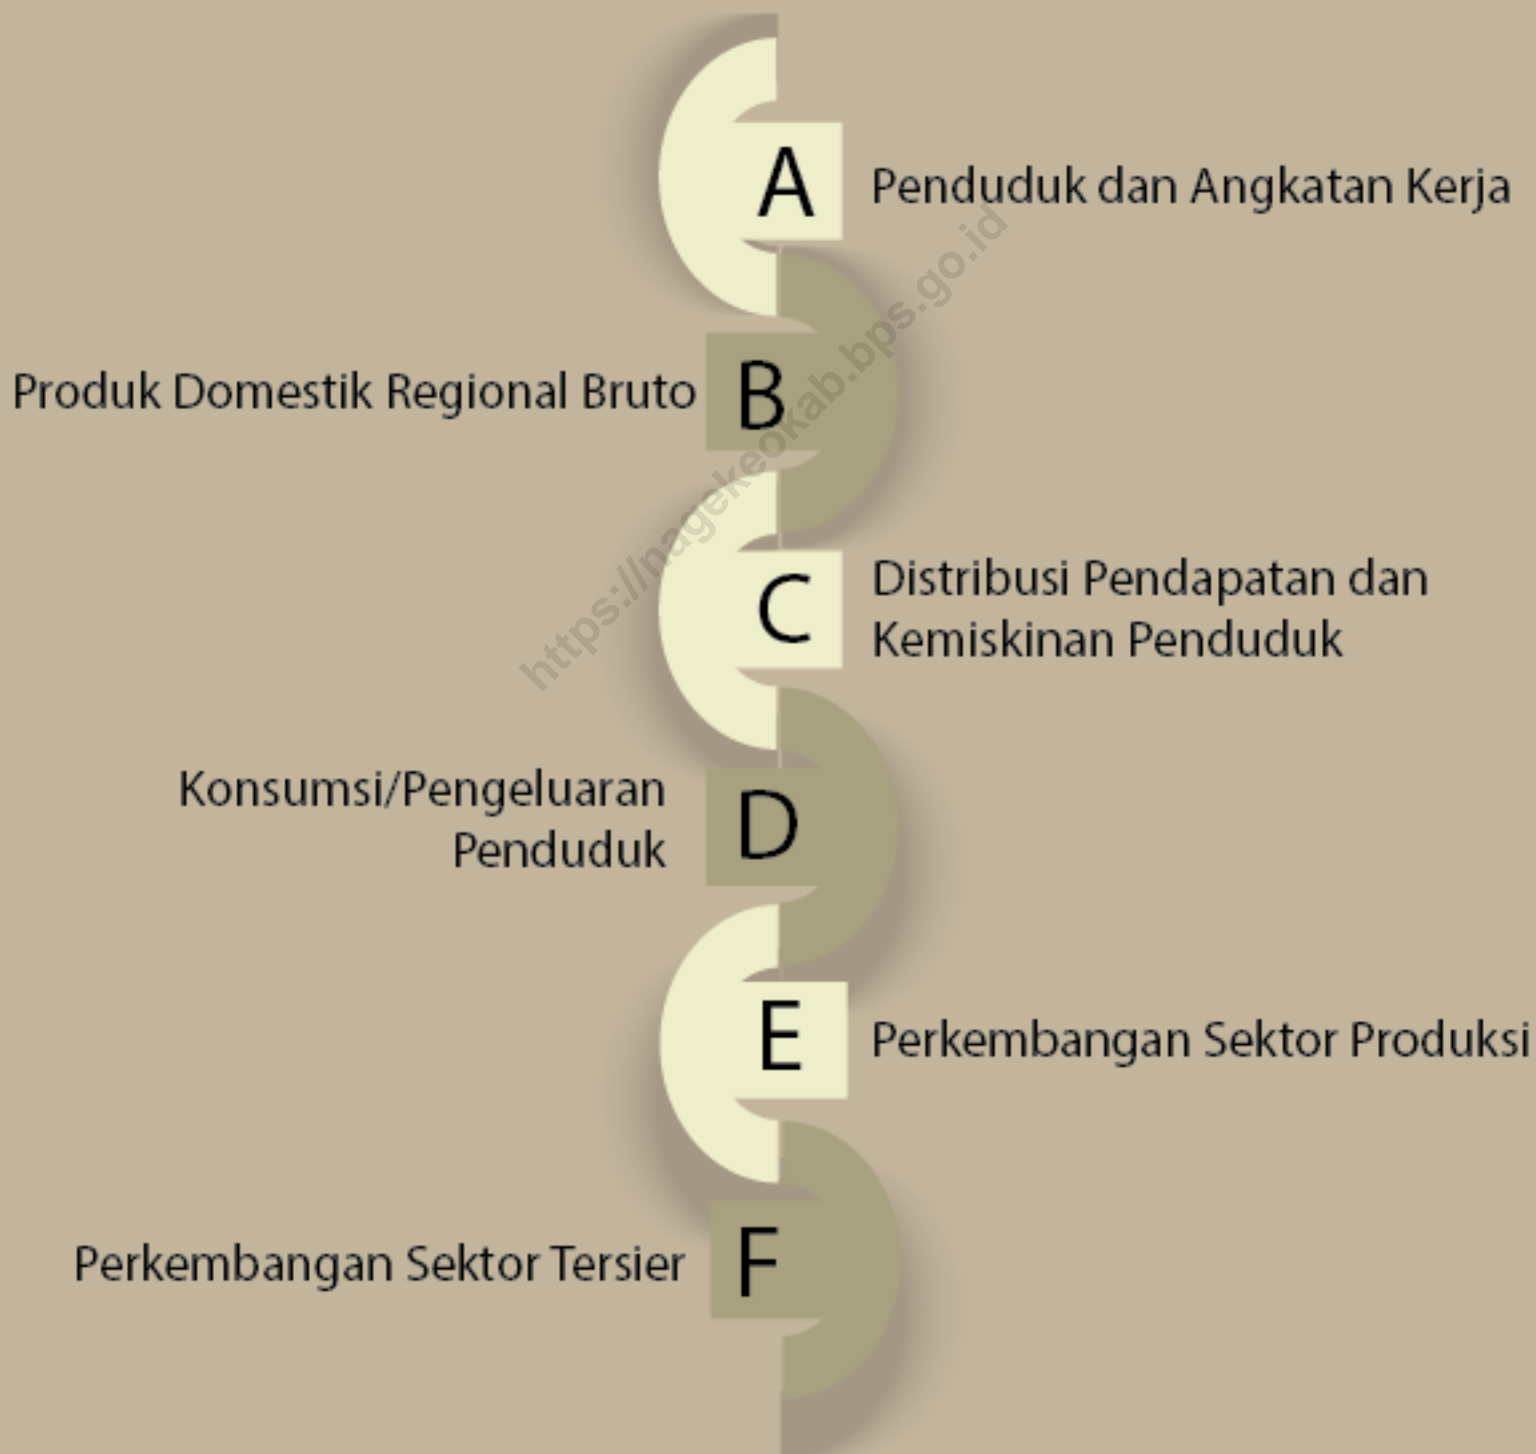 A
Penduduk dan Angkatan Kerja
Produk Domestik Regional Bruto
B
C
Distribusi Pendapatan dan
Kemiskinan Penduduk
Konsumsi/Pengeluaran
Penduduk
D
E
Perkembangan Sektor Produksi
Perkembangan Sektor Tersier
F
https://nagekeokab.bps.go.id